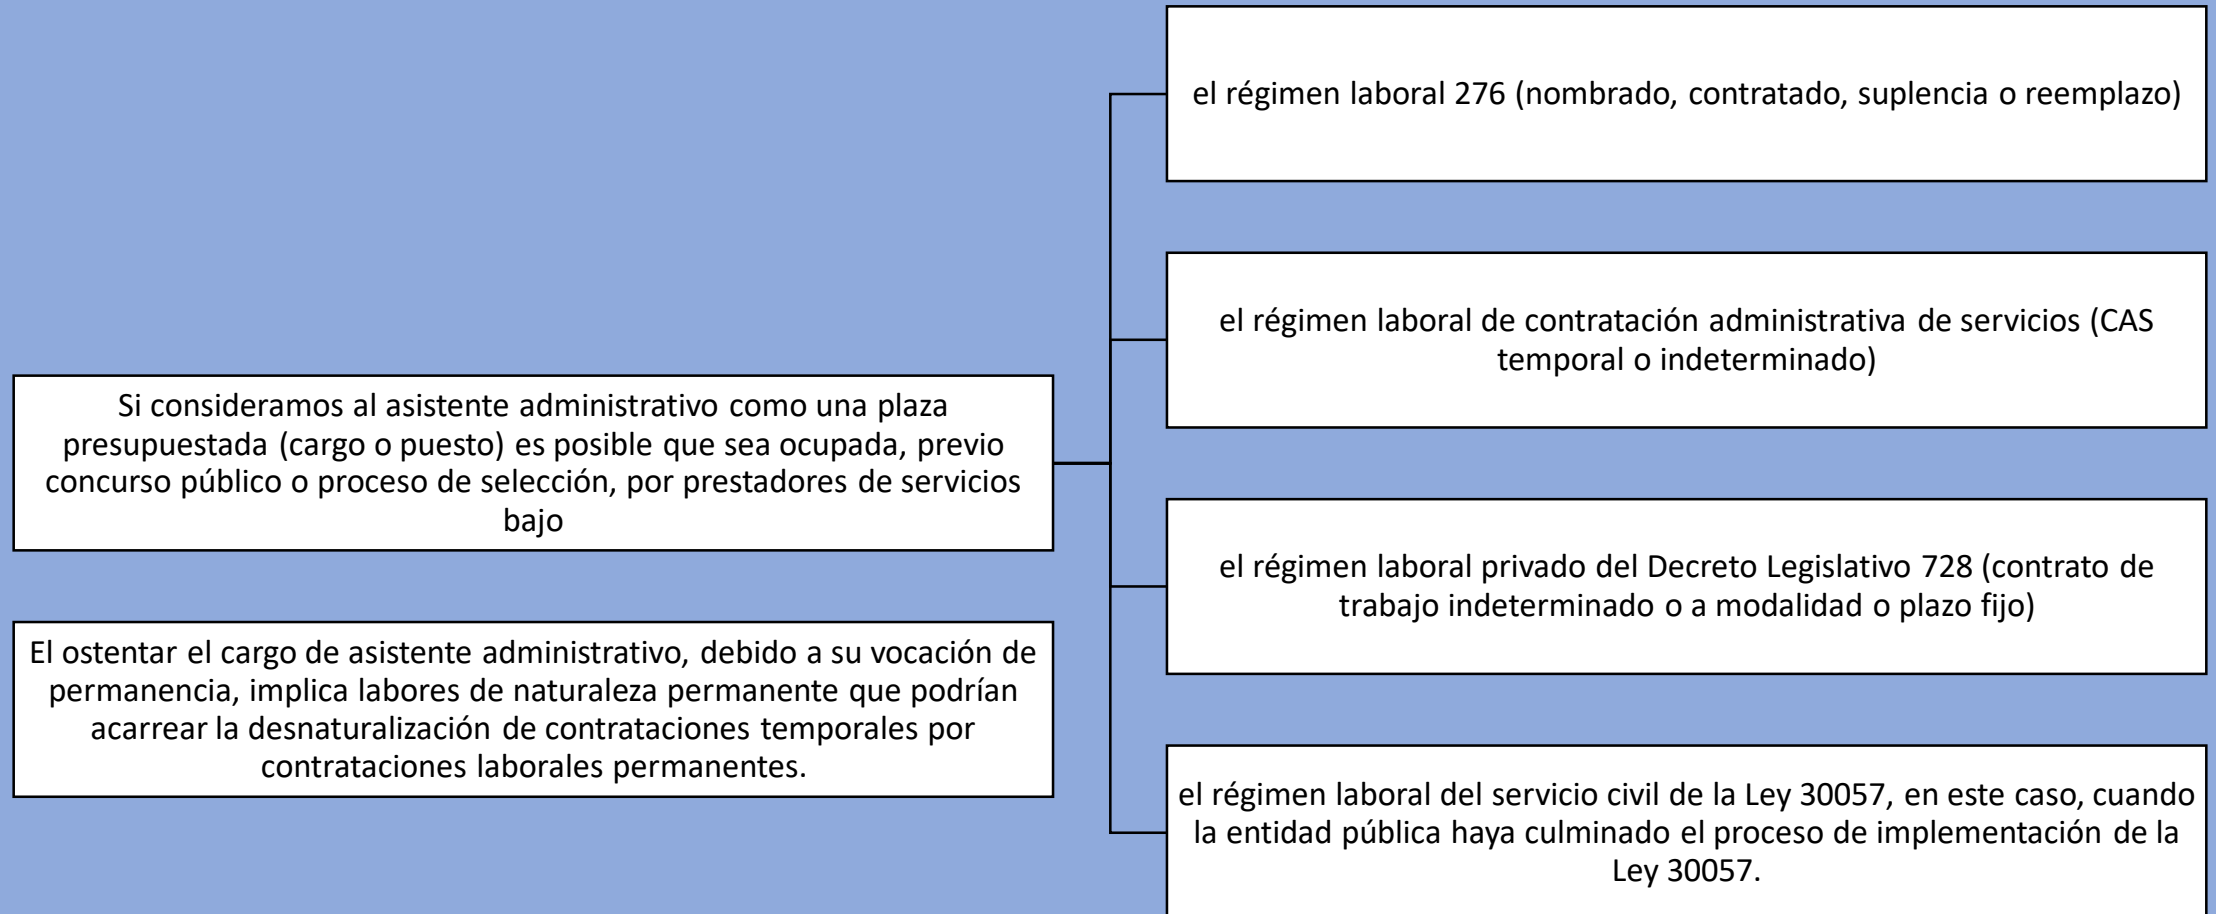 Si consideramos al asistente administrativo como una plaza
presupuestada (cargo o puesto) es posible que sea ocupada, previo
concurso público o proceso de selección, por prestadores de servicios
bajo
el régimen laboral 276 (nombrado, contratado, suplencia o reemplazo)
el régimen laboral de contratación administrativa de servicios (CAS
temporal o indeterminado)
el régimen laboral privado del Decreto Legislativo 728 (contrato de
trabajo indeterminado o a modalidad o plazo fijo)
el régimen laboral del servicio civil de la Ley 30057, en este caso, cuando
la entidad pública haya culminado el proceso de implementación de la
Ley 30057.
El ostentar el cargo de asistente administrativo, debido a su vocación de
permanencia, implica labores de naturaleza permanente que podrían
acarrear la desnaturalización de contrataciones temporales por
contrataciones laborales permanentes.